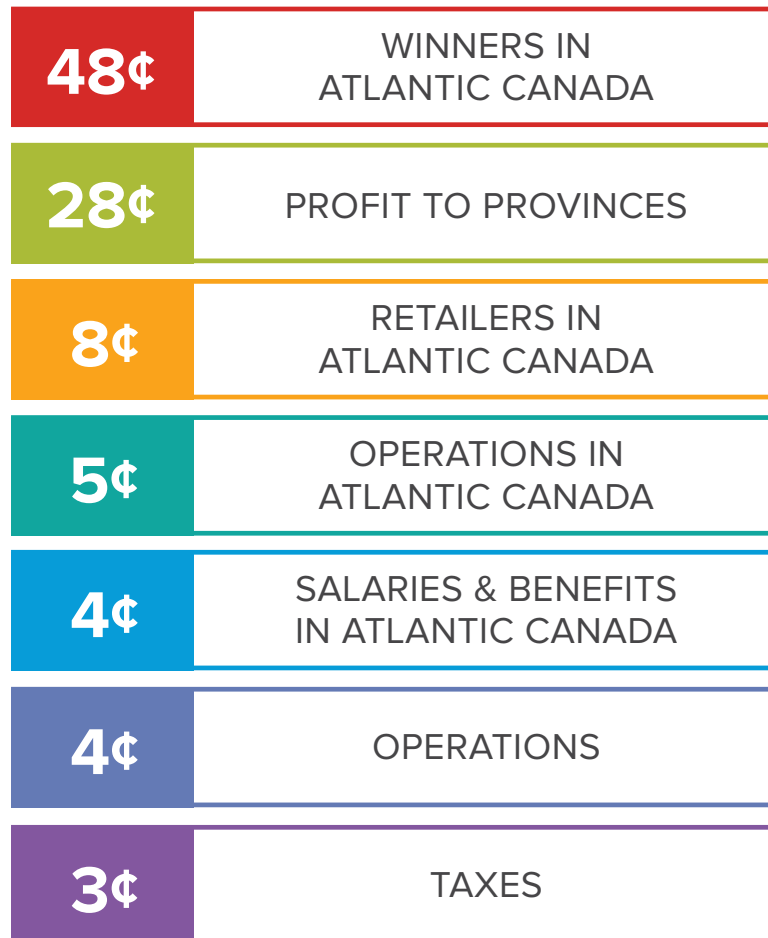 48¢
WINNERS IN
ATLANTIC CANADA
28¢
PROFIT TO PROVINCES
8¢
RETAILERS IN
ATLANTIC CANADA
5¢
OPERATIONS IN
ATLANTIC CANADA
4¢
SALARIES & BENEFITS
IN ATLANTIC CANADA
4¢
OPERATIONS
3¢
TAXES